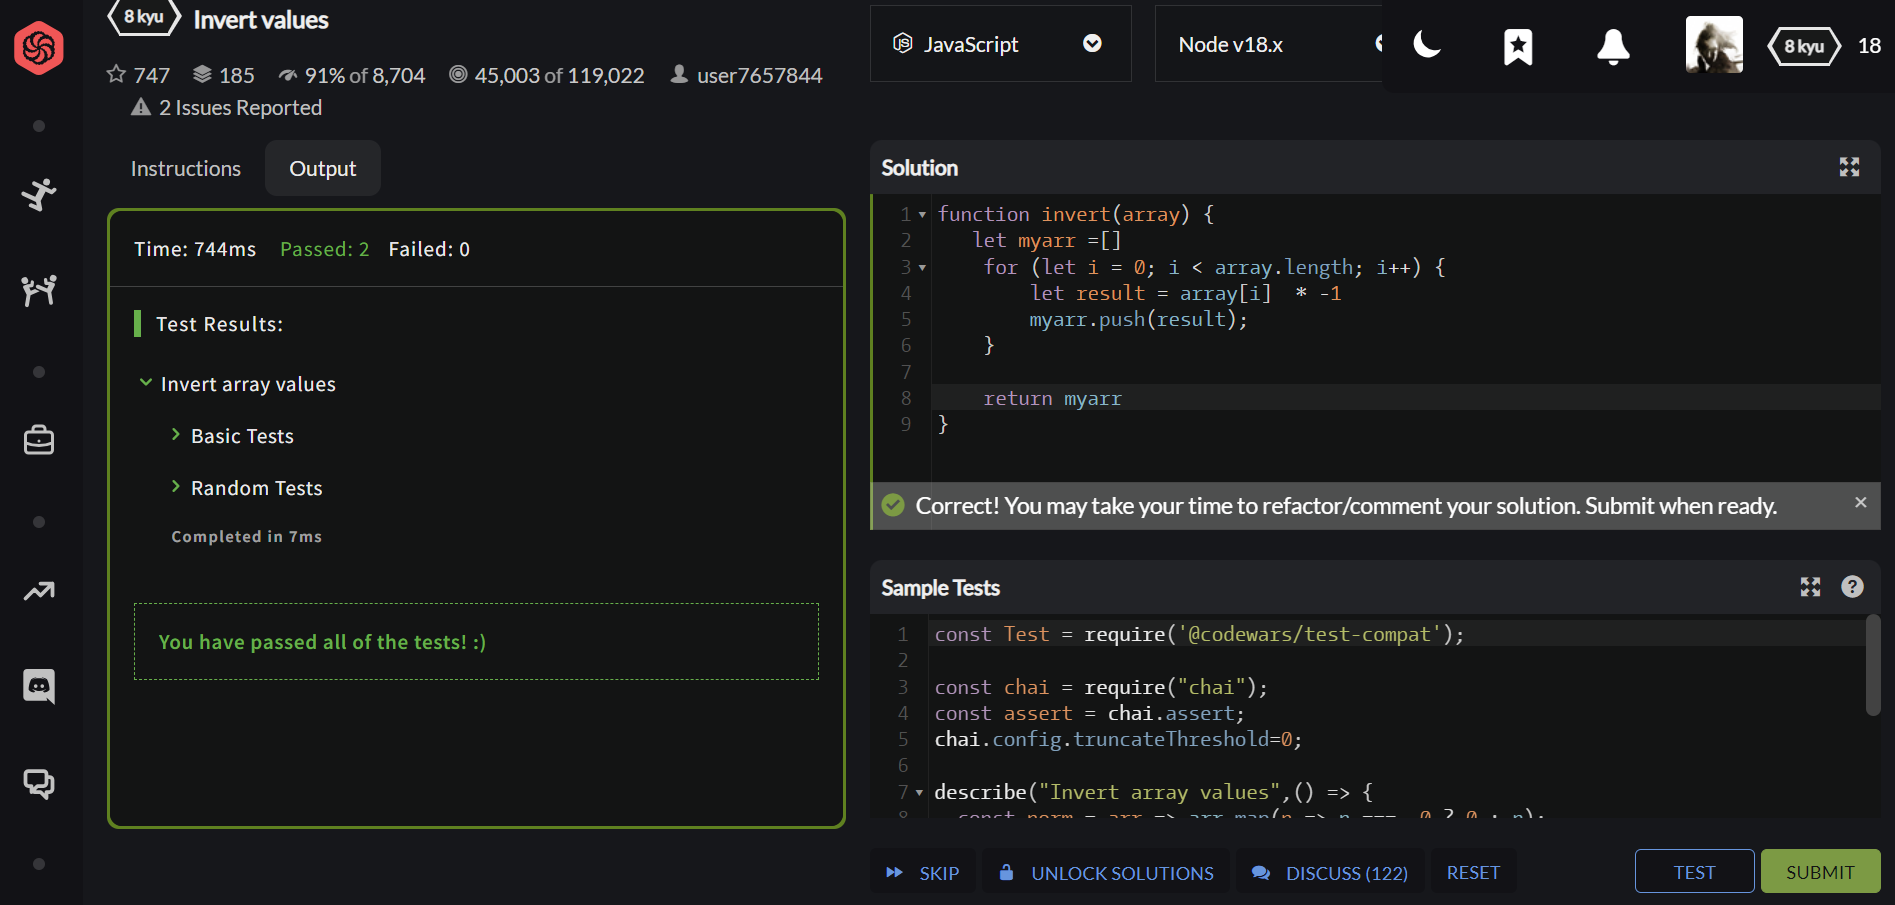 8 kyu Invert values
747 185 91% of 8,704 45,003 of 119,022 user7657844
2 Issues Reported
JavaScript
Node v18.x
8 kyu 18
Instructions Output
Time: 744ms Passed: 2 Failed: 0
Test Results:
Invert array values
Basic Tests
Random Tests
Completed in 7ms
You have passed all of the tests! :)
Solution
1 function invert(array) {
2 let myarr =[]
3 for (let i = 0; i < array.length; i++) {
4 let result = array[i] * -1
5 myarr.push(result);
6 }
7
8 return myarr
9 }
Correct! You may take your time to refactor/comment your solution. Submit when ready.
Sample Tests
1 const Test = require('@codewars/test-compat');
2
3 const chai = require("chai");
4 const assert = chai.assert;
5 chai.config.truncateThreshold=0;
6
7 describe("Invert array values",() => {
8 const norm = arr => arr.map(n => n === -0 ? 0 : n);
SKIP UNLOCK SOLUTIONS DISCUSS (122) RESET TEST SUBMIT